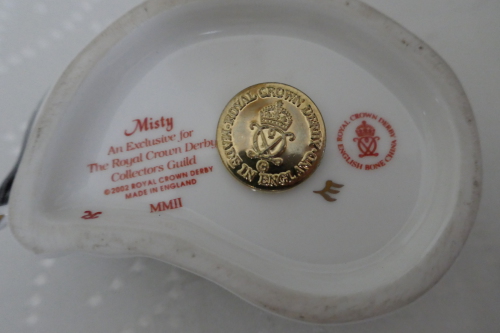 Misty
An Exclusive for
The Royal Crown Derby
Collectors Guild
© 2002 ROYAL CROWN DERBY
MADE IN ENGLAND
MMII
ROYAL CROWN DERBY
MADE IN ENGLAND
ROYAL CROWN DERBY
ENGLISH BONE CHINA